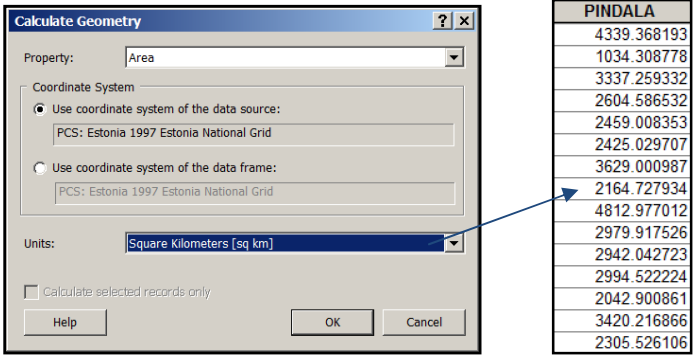 Calculate Geometry
Property: Area
Coordinate System
Use coordinate system of the data source:
PCS: Estonia 1997 Estonia National Grid
Use coordinate system of the data frame:
PCS: Estonia 1997 Estonia National Grid
Units: Square Kilometers [sq km]
Calculate selected records only
Help OK Cancel
PINDALA
4339.368193
1034.308778
3337.259332
2604.586532
2459.008353
2425.029707
3629.000987
2164.727934
4812.977012
2979.917526
2942.042723
2994.522224
2042.900861
3420.216866
2305.526106